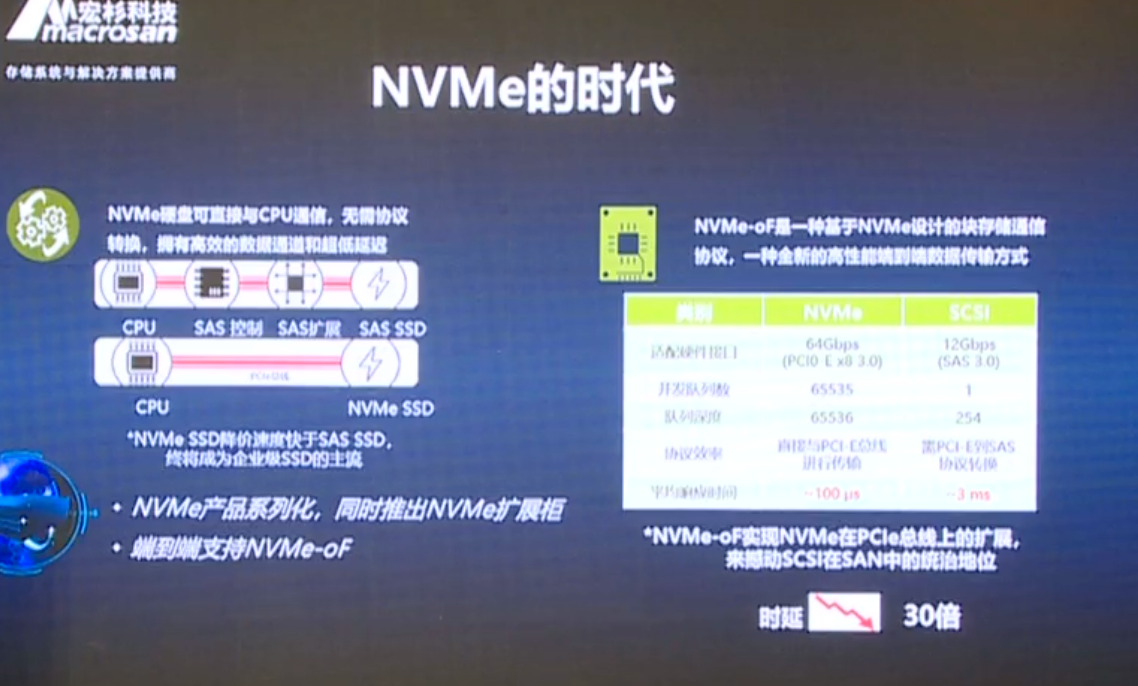 宏杉科技
macrosan
存储系统与解决方案提供商
NVMe的时代
NVMe硬盘可直接与CPU通信，无需协议
转换，拥有高效的数据通道和超低延迟
CPU SAS 控制 SAS扩展 SAS SSD
PCIe总线
CPU NVMe SSD
*NVMe SSD降价速度快于SAS SSD，
终将成为企业级SSD的主流
• NVMe产品系列化，同时推出NVMe扩展柜
• 端到端支持NVMe-oF
NVMe-oF是一种基于NVMe设计的块存储通信
协议，一种全新的高性能端到端数据传输方式
类别 NVMe SCSI
适配硬件接口 64Gbps 12Gbps
(PCI0-E x8 3.0) (SAS 3.0)
并发队列数 65535 1
队列深度 65536 254
协议效率 直接与PCI-E总线 需PCI-E到SAS
进行传输 协议转换
平均响应时间 ~100 μs ~3 ms
*NVMe-oF实现NVMe在PCIe总线上的扩展，
来撼动SCSI在SAN中的统治地位
时延 30倍